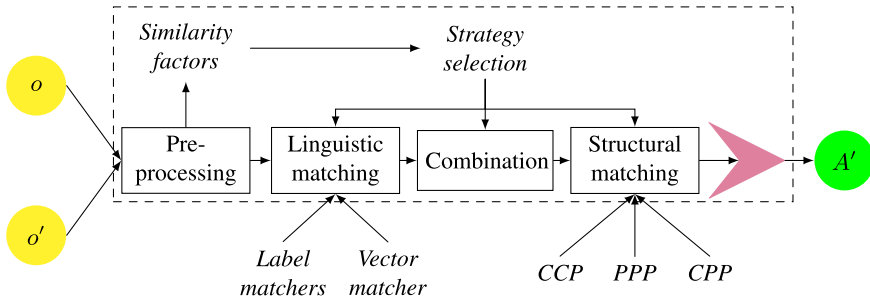 Similarity
factors
Strategy
selection
o
Pre-
processing
Linguistic
matching
Combination
Structural
matching
A′
o′
Label
matchers
Vector
matcher
CCP
PPP
CPP